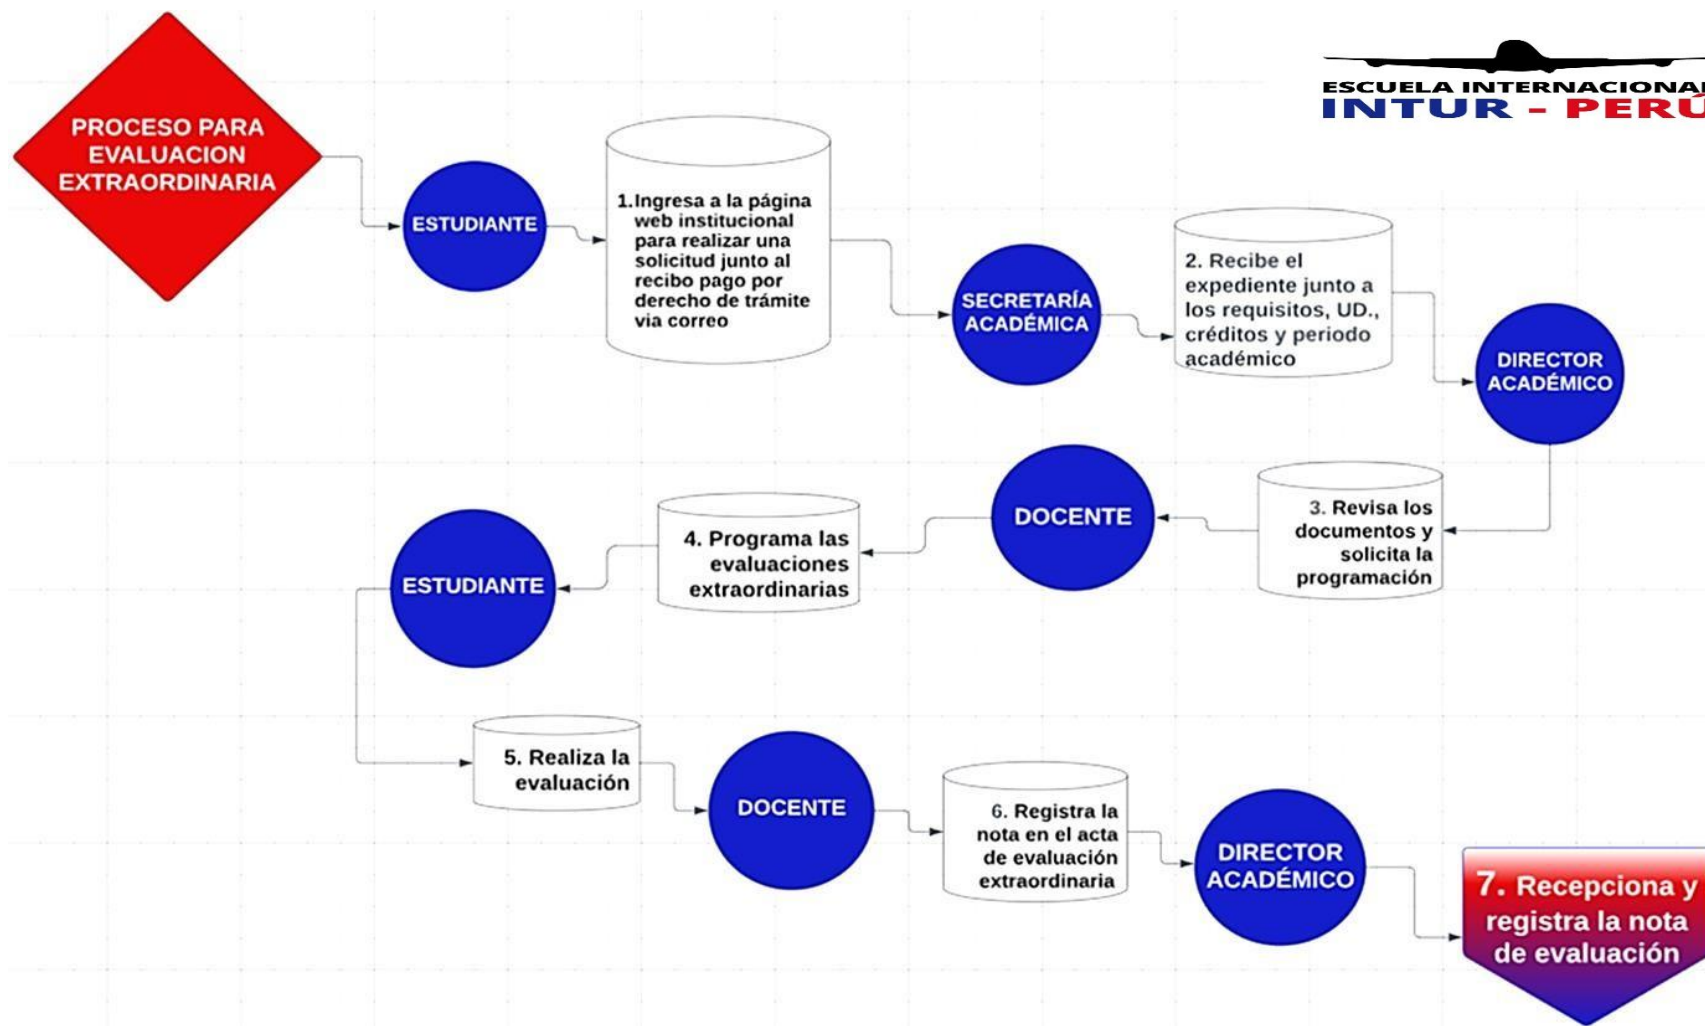 ESCUELA INTERNACIONAL
INTUR - PERÚ
PROCESO PARA
EVALUACION
EXTRAORDINARIA
ESTUDIANTE
1. Ingresa a la página
web institucional
para realizar una
solicitud junto al
recibo pago por
derecho de trámite
via correo
SECRETARÍA
ACADÉMICA
2. Recibe el
expediente junto a
los requisitos, UD.,
créditos y periodo
académico
DIRECTOR
ACADÉMICO
3. Revisa los
documentos y
solicita la
programación
DOCENTE
4. Programa las
evaluaciones
extraordinarias
ESTUDIANTE
5. Realiza la
evaluación
DOCENTE
6. Registra la
nota en el acta
de evaluación
extraordinaria
DIRECTOR
ACADÉMICO
7. Recepciona y
registra la nota
de evaluación